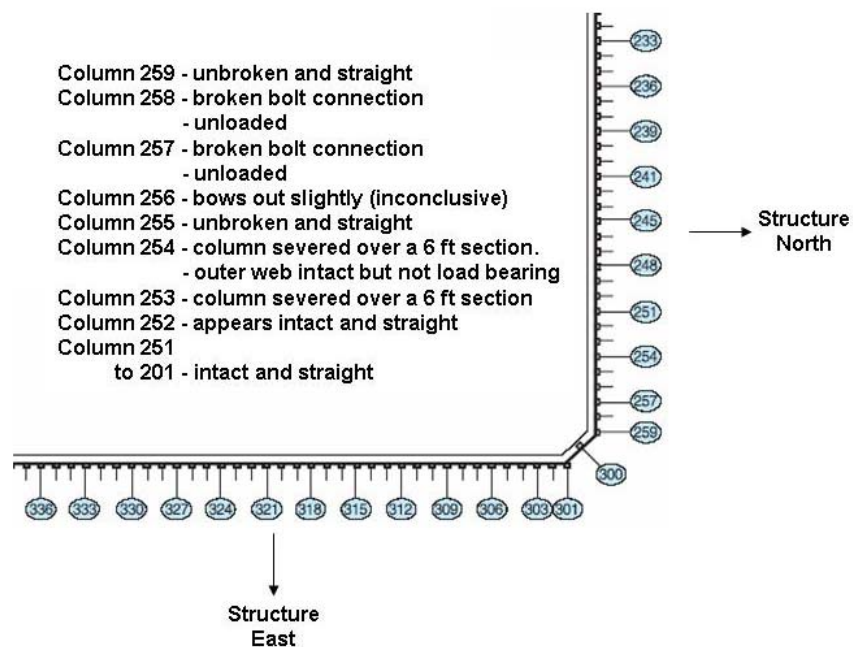 Column 259 - unbroken and straight
Column 258 - broken bolt connection
- unloaded
Column 257 - broken bolt connection
- unloaded
Column 256 - bows out slightly (inconclusive)
Column 255 - unbroken and straight
Column 254 - column severed over a 6 ft section.
- outer web intact but not load bearing
Column 253 - column severed over a 6 ft section
Column 252 - appears intact and straight
Column 251
to 201 - intact and straight
233
236
239
241
245
248
251
254
257
259
300
Structure
North
336 333 330 327 324 321 318 315 312 309 306 303 301
Structure
East